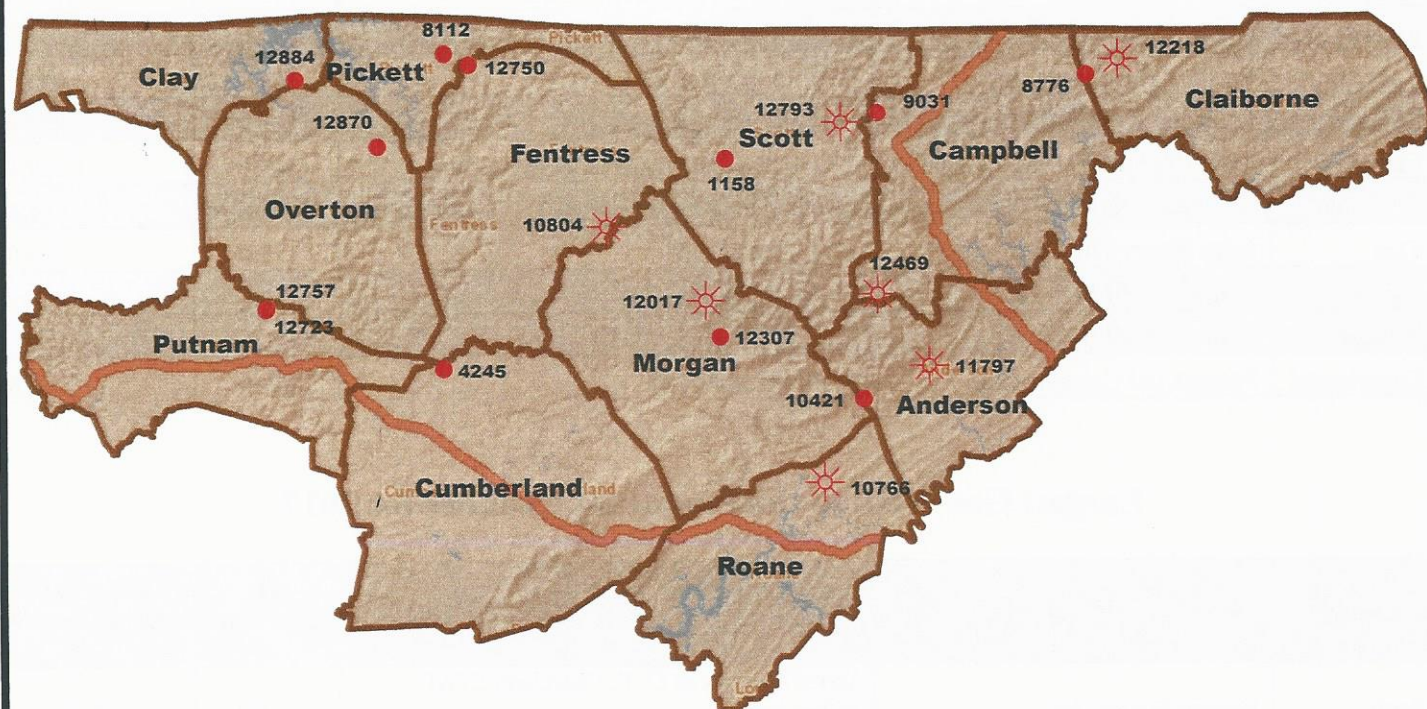 Pickett
8112
12884
12750
12218
Clay
Pickett
8776
Claiborne
12793
9031
12870
Scott
Fentress
Campbell
1158
Overton
Fentress
10804
12469
12017
12757
12723
12307
Putnam
Morgan
4245
11797
10421
Anderson
10766
Cumberland
Roane